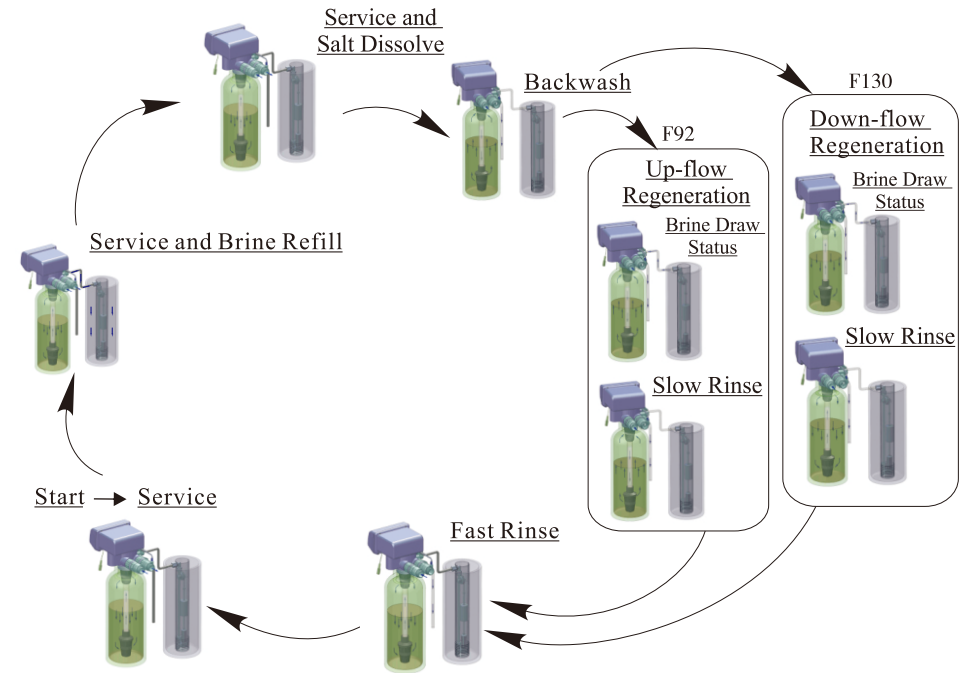 Service and
Salt Dissolve
Backwash
F130
Down-flow
Regeneration
Brine Draw
Status
Slow Rinse
F92
Up-flow
Regeneration
Brine Draw
Status
Slow Rinse
Service and Brine Refill
Start → Service
Fast Rinse